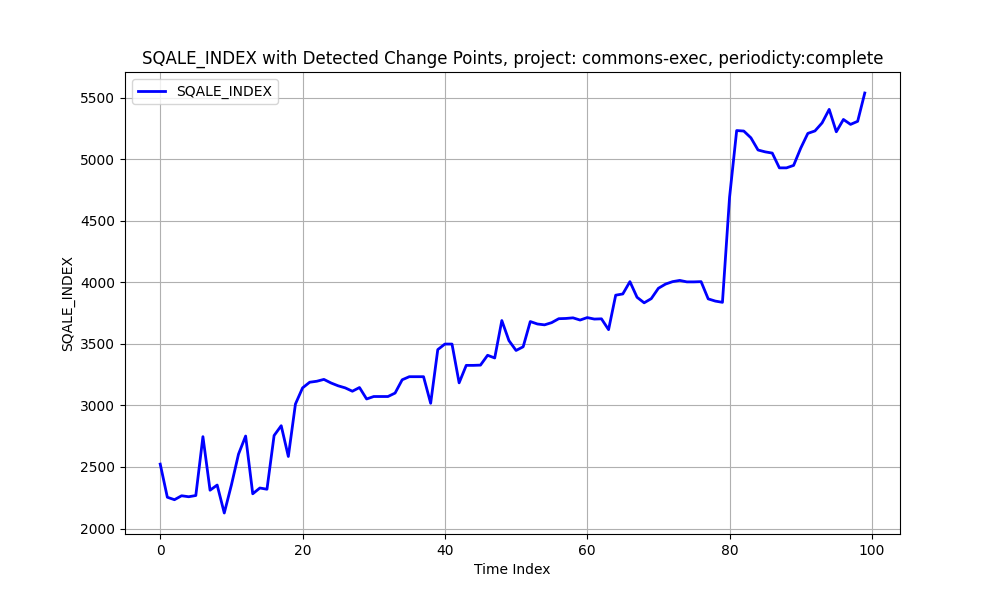 SQALE_INDEX with Detected Change Points, project: commons-exec, periodicty:complete
SQALE_INDEX
5500
5000
4500
4000
3500
3000
2500
2000
SQALE_INDEX
0 20 40 60 80 100
Time Index